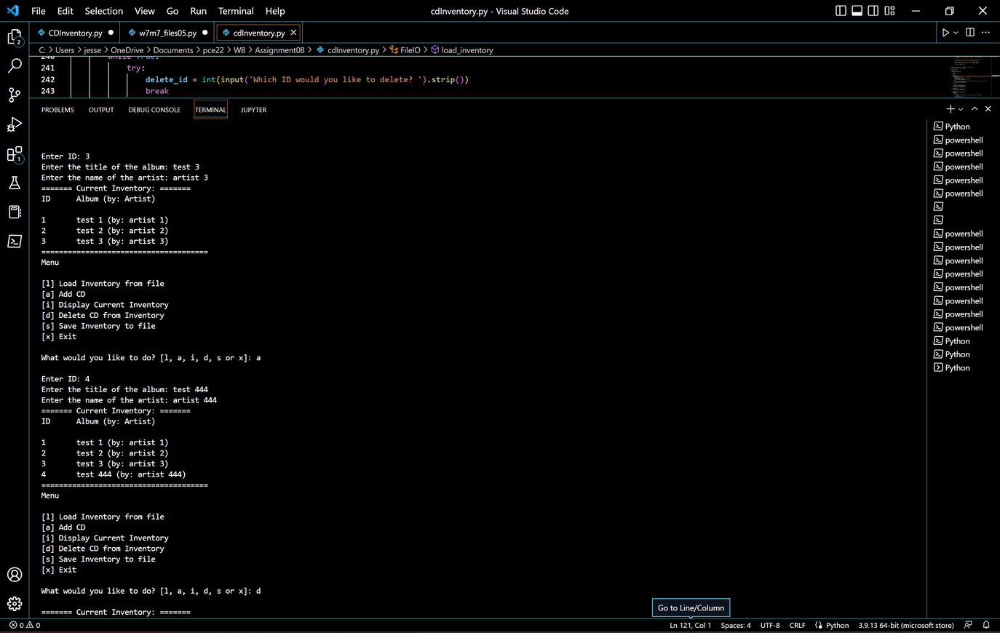 File Edit Selection View Go Run Terminal Help
cdInventory.py - Visual Studio Code
2
1
CDInventory.py
w7m7_files05.py
cdInventory.py
C: > Users > jesse > OneDrive > Documents > pce22 > W8 > Assignment08 > cdInventory.py > FileIO > load_inventory
240 while True:
241 try:
242 delete_id = int(input('Which ID would you like to delete? ').strip())
243 break
PROBLEMS OUTPUT DEBUG CONSOLE TERMINAL JUPYTER
Enter ID: 3
Enter the title of the album: test 3
Enter the name of the artist: artist 3
======= Current Inventory: =======
ID Album (by: Artist)
1 test 1 (by: artist 1)
2 test 2 (by: artist 2)
3 test 3 (by: artist 3)
======================================
Menu
[l] Load Inventory from file
[a] Add CD
[i] Display Current Inventory
[d] Delete CD from Inventory
[s] Save Inventory to file
[x] Exit
What would you like to do? [l, a, i, d, s or x]: a
Enter ID: 4
Enter the title of the album: test 444
Enter the name of the artist: artist 444
======= Current Inventory: =======
ID Album (by: Artist)
1 test 1 (by: artist 1)
2 test 2 (by: artist 2)
3 test 3 (by: artist 3)
4 test 444 (by: artist 444)
======================================
Menu
[l] Load Inventory from file
[a] Add CD
[i] Display Current Inventory
[d] Delete CD from Inventory
[s] Save Inventory to file
[x] Exit
What would you like to do? [l, a, i, d, s or x]: d
======= Current Inventory: =======
Python
powershell
powershell
powershell
powershell
powershell
powershell
powershell
powershell
powershell
powershell
powershell
powershell
powershell
Python
Python
Python
Go to Line/Column
0 0
Ln 121, Col 1 Spaces: 4 UTF-8 CRLF Python 3.9.13 64-bit (microsoft store)